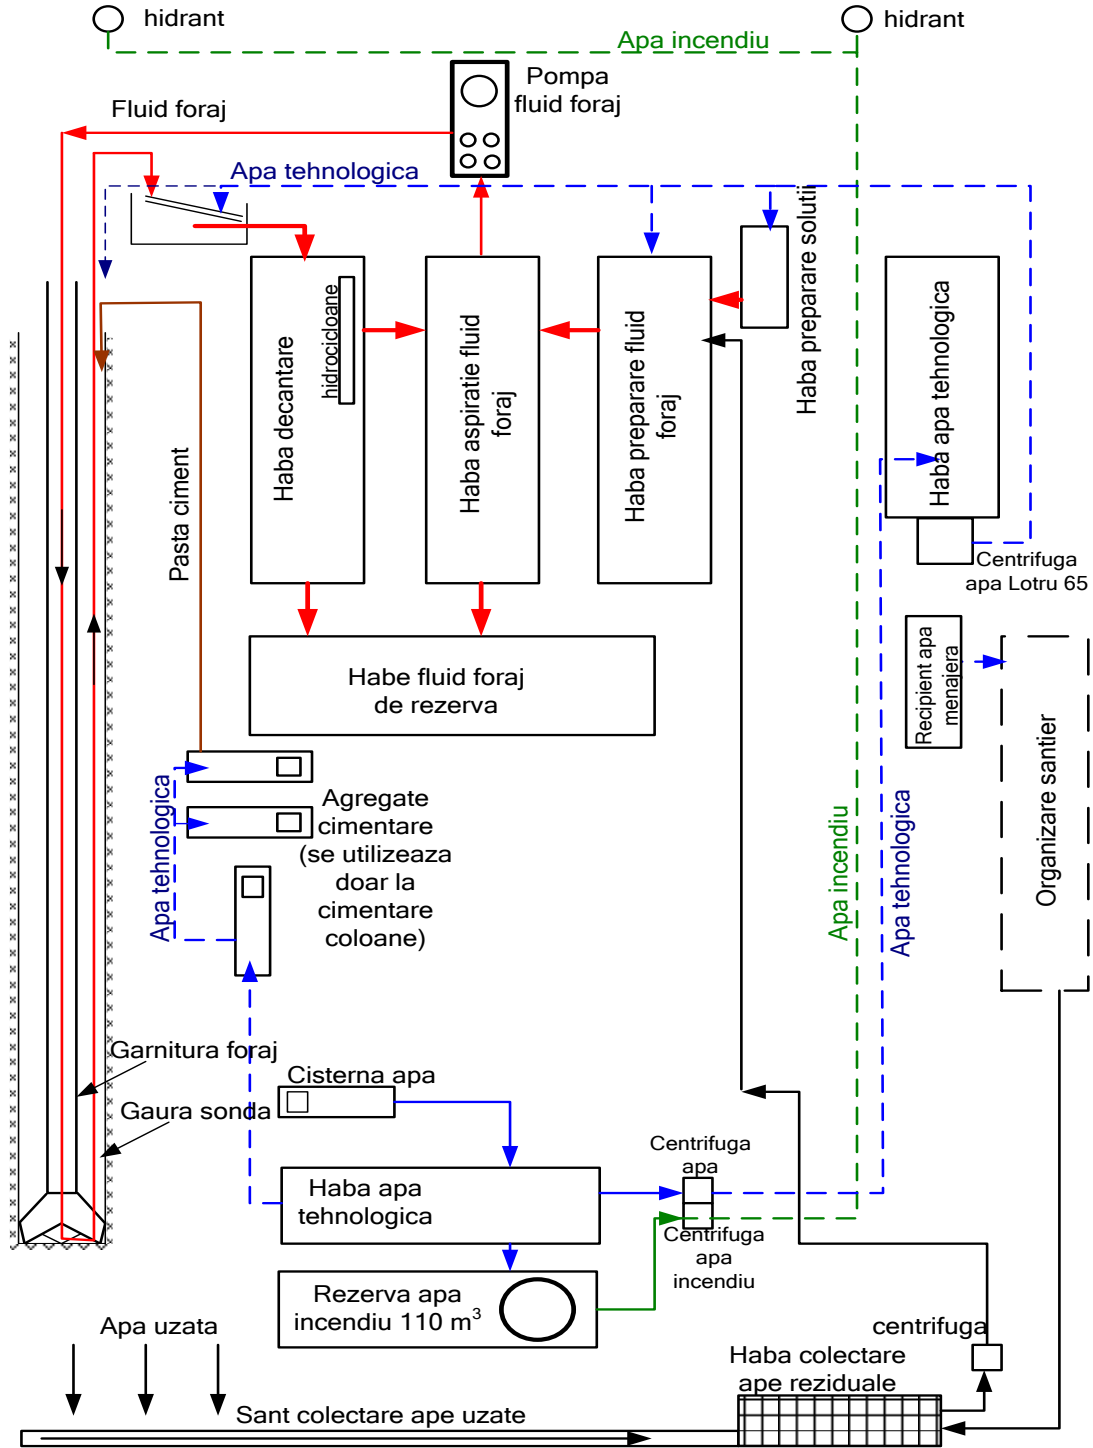 hidrant
hidrant
Apa incendiu
Pompa
fluid foraj
Fluid foraj
Apa tehnologica
Haba preparare solutii
Haba decantare
hidrocicloane
Haba aspiratie fluid
foraj
Haba preparare fluid
foraj
Haba apa tehnologica
Pasta ciment
Centrifuga
apa Lotru 65
Recipient apa
menajera
Organizare santier
Habe fluid foraj
de rezerva
Apa tehnologica
Agregate
cimentare
(se utilizeaza
doar la
cimentare
coloane)
Apa incendiu
Apa tehnologica
Garnitura foraj
Gaura sonda
Cisterna apa
Centrifuga
apa
Haba apa
tehnologica
Centrifuga
apa
incendiu
Rezerva apa
incendiu 110 m³
Apa uzata
centrifuga
Haba colectare
ape reziduale
Sant colectare ape uzate